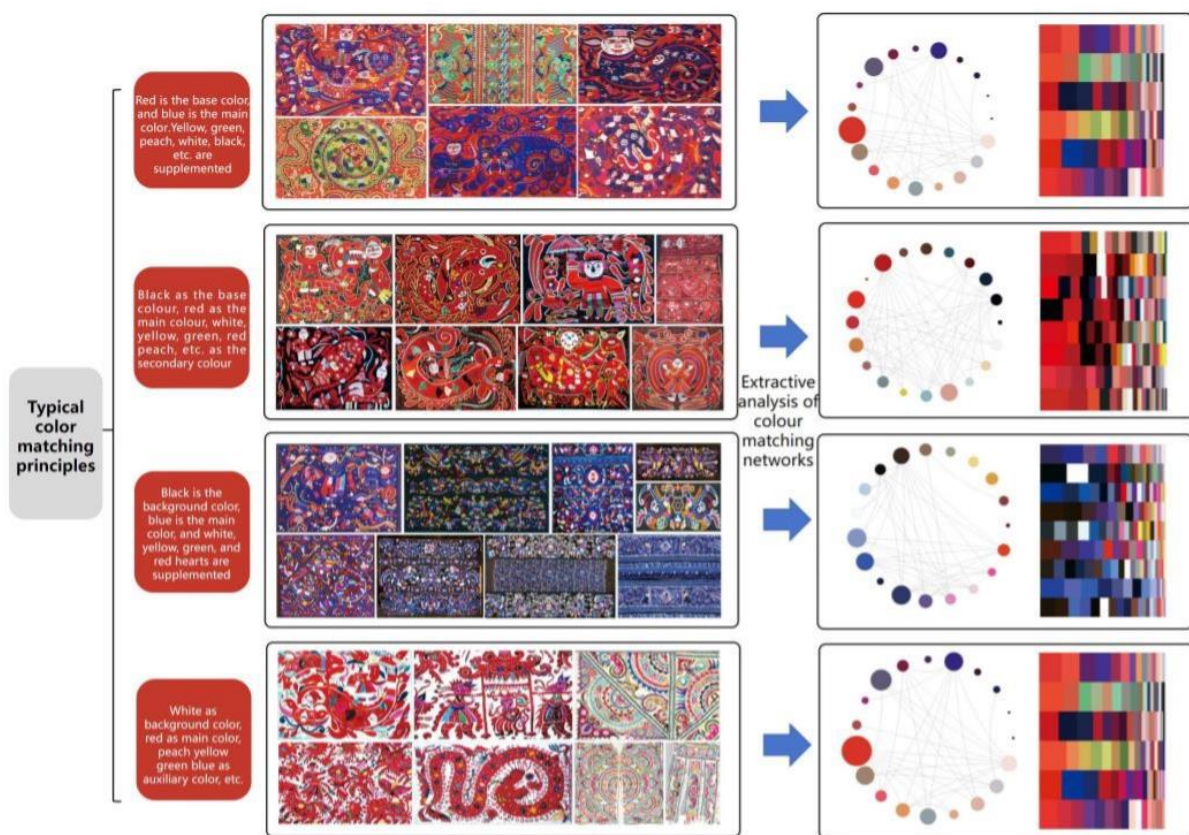 Typical
color
matching
principles
Red is the base color,
and blue is the main
color.Yellow, green,
peach, white, black,
etc. are
supplemented
Black as the base
colour, red as the
main colour, white,
yellow, green, red
peach, etc. as the
secondary colour
Black is the
background color,
blue is the main
color, and white,
yellow, green, and
red hearts are
supplemented
White as
background color,
red as main color,
peach yellow
green blue as
auxiliary color, etc.
Extractive
analysis of
colour
matching
networks